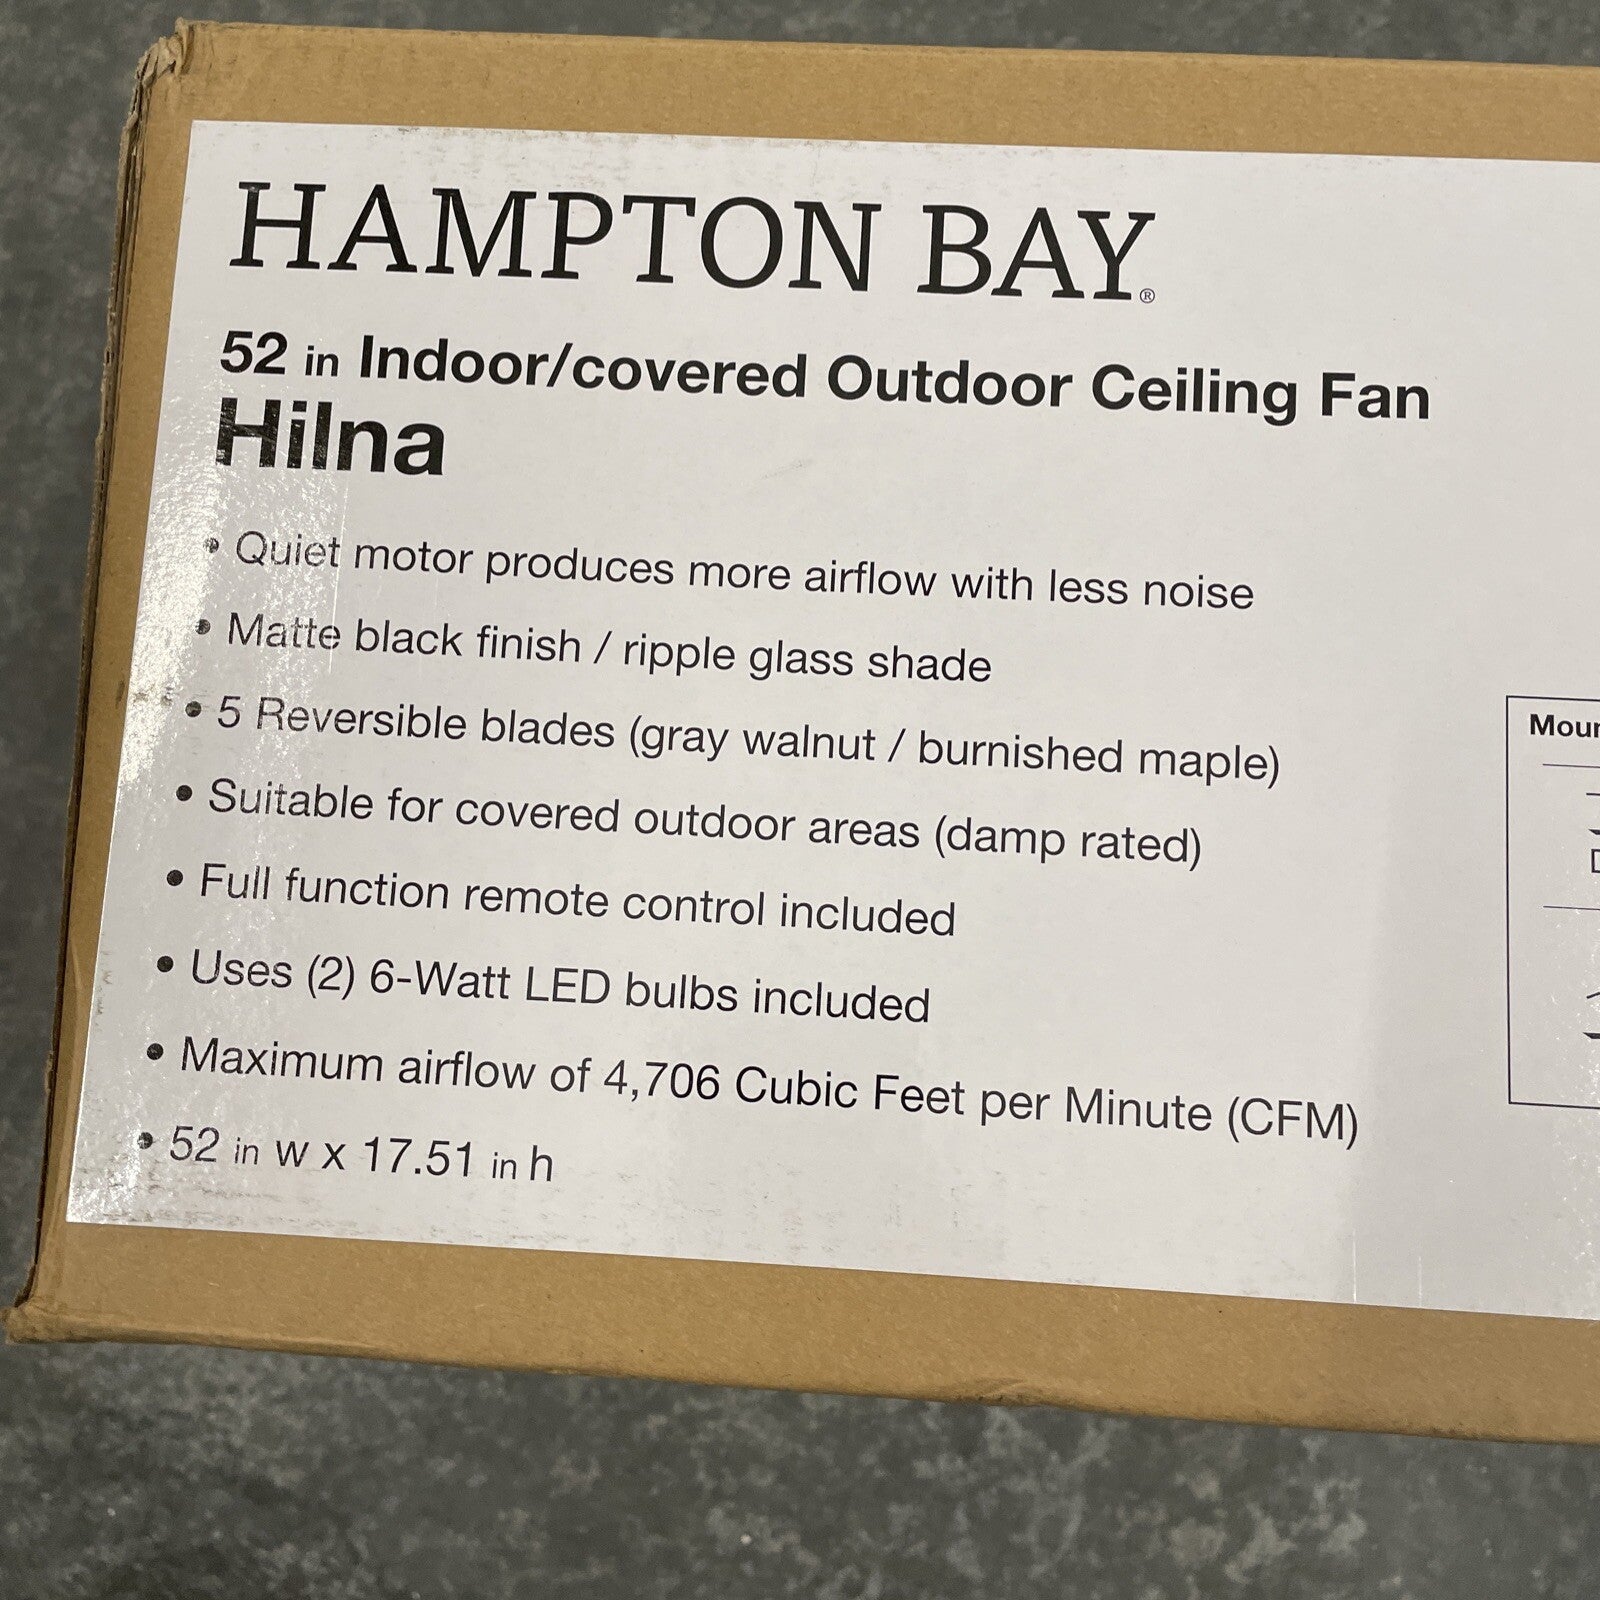 HAMPTON BAY®
52 in Indoor/covered Outdoor Ceiling Fan
Hilna
• Quiet motor produces more airflow with less noise
• Matte black finish / ripple glass shade
• 5 Reversible blades (gray walnut / burnished maple)
• Suitable for covered outdoor areas (damp rated)
• Full function remote control included
• Uses (2) 6-Watt LED bulbs included
• Maximum airflow of 4,706 Cubic Feet per Minute (CFM)
• 52 in w x 17.51 in h